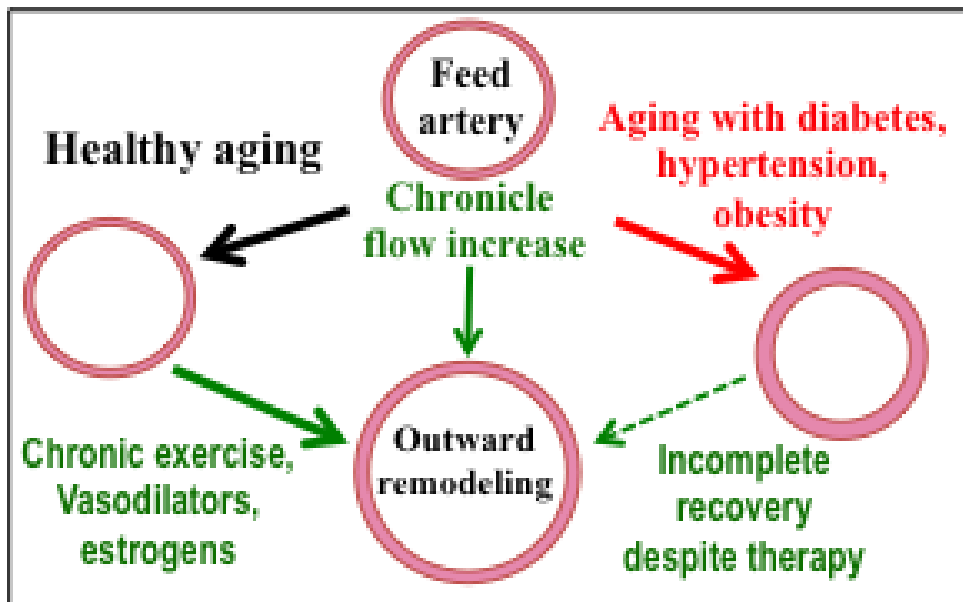 Feed
artery
Healthy aging
Chronicle
flow increase
Aging with diabetes,
hypertension,
obesity
Outward
remodeling
Chronic exercise,
Vasodilators,
estrogens
Incomplete
recovery
despite therapy